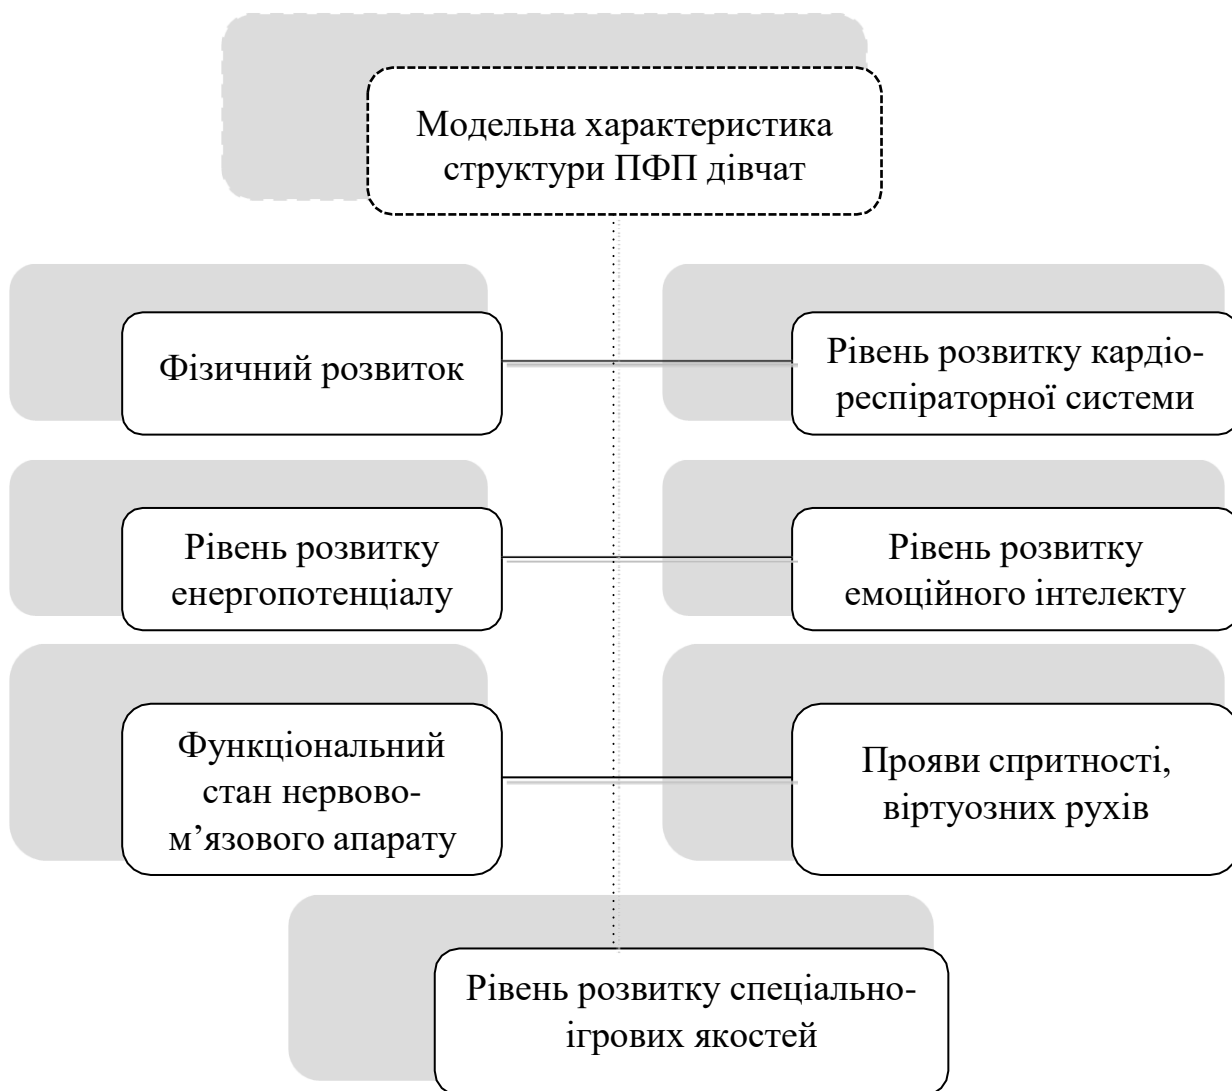 Модельна характеристика
структури ПФП дівчат
Фізичний розвиток
Рівень розвитку кардіо-
респіраторної системи
Рівень розвитку
енергопотенціалу
Рівень розвитку
емоційного інтелекту
Функціональний
стан нервово-
м’язового апарату
Прояви спритності,
віртуозних рухів
Рівень розвитку спеціально-
ігрових якостей